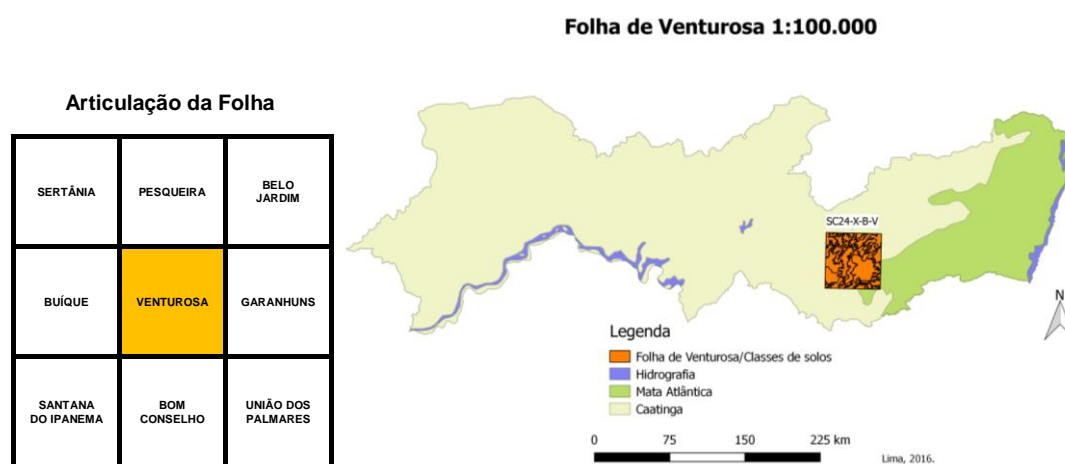 Folha de Venturosa 1:100.000
Articulação da Folha
SERTÂNIA
PESQUEIRA
BELO
JARDIM
BUÍQUE
VENTUROSA
GARANHUNS
SANTANA
DO IPANEMA
BOM
CONSELHO
UNIÃO DOS
PALMARES
SC24-X-B-V
N
Legenda
Folha de Venturosa/Classes de solos
Hidrografia
Mata Atlântica
Caatinga
0 75 150 225 km
Lima, 2016.